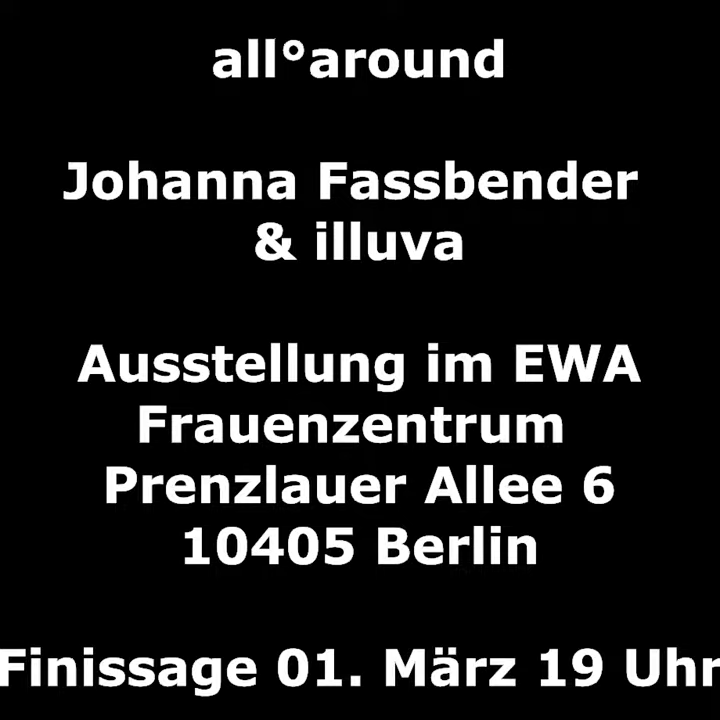 all°around
Johanna Fassbender
& illuva
Ausstellung im EWA
Frauenzentrum
Prenzlauer Allee 6
10405 Berlin
Finissage 01. März 19 Uhr